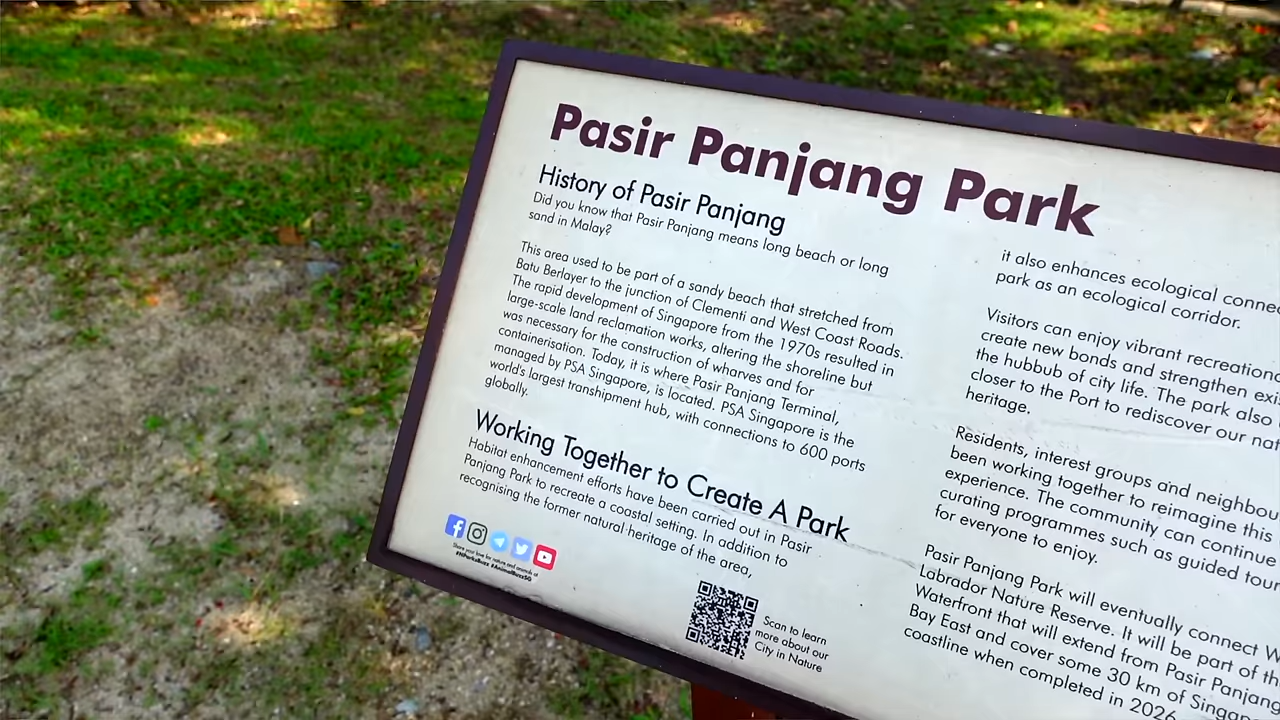 Pasir Panjang Park
History of Pasir Panjang
Did you know that Pasir Panjang means long beach or long
sand in Malay?
This area used to be part of a sandy beach that stretched from
Batu Berlayer to the junction of Clementi and West Coast Roads.
The rapid development of Singapore from the 1970s resulted in
large-scale land reclamation works, altering the shoreline but
was necessary for the construction of wharves and for
containerisation. Today, it is where Pasir Panjang Terminal,
managed by PSA Singapore, is located. PSA Singapore is the
world's largest transhipment hub, with connections to 600 ports
globally.
Working Together to Create A Park
Habitat enhancement efforts have been carried out in Pasir
Panjang Park to recreate a coastal setting. In addition to
recognising the former natural heritage of the area,
Share your love for nature and animals at
#NParksBuzz #AnimalBuzzSG
Scan to learn
more about our
City in Nature
it also enhances ecological conne
park as an ecological corridor.
Visitors can enjoy vibrant recreationa
create new bonds and strengthen exis
the hubbub of city life. The park also
closer to the Port to rediscover our nat
heritage.
Residents, interest groups and neighbou
been working together to reimagine this
experience. The community can continue
curating programmes such as guided tour
for everyone to enjoy.
Pasir Panjang Park will eventually connect W
Labrador Nature Reserve. It will be part of th
Waterfront that will extend from Pasir Panjang
Bay East and cover some 30 km of Singapo
coastline when completed in 2026